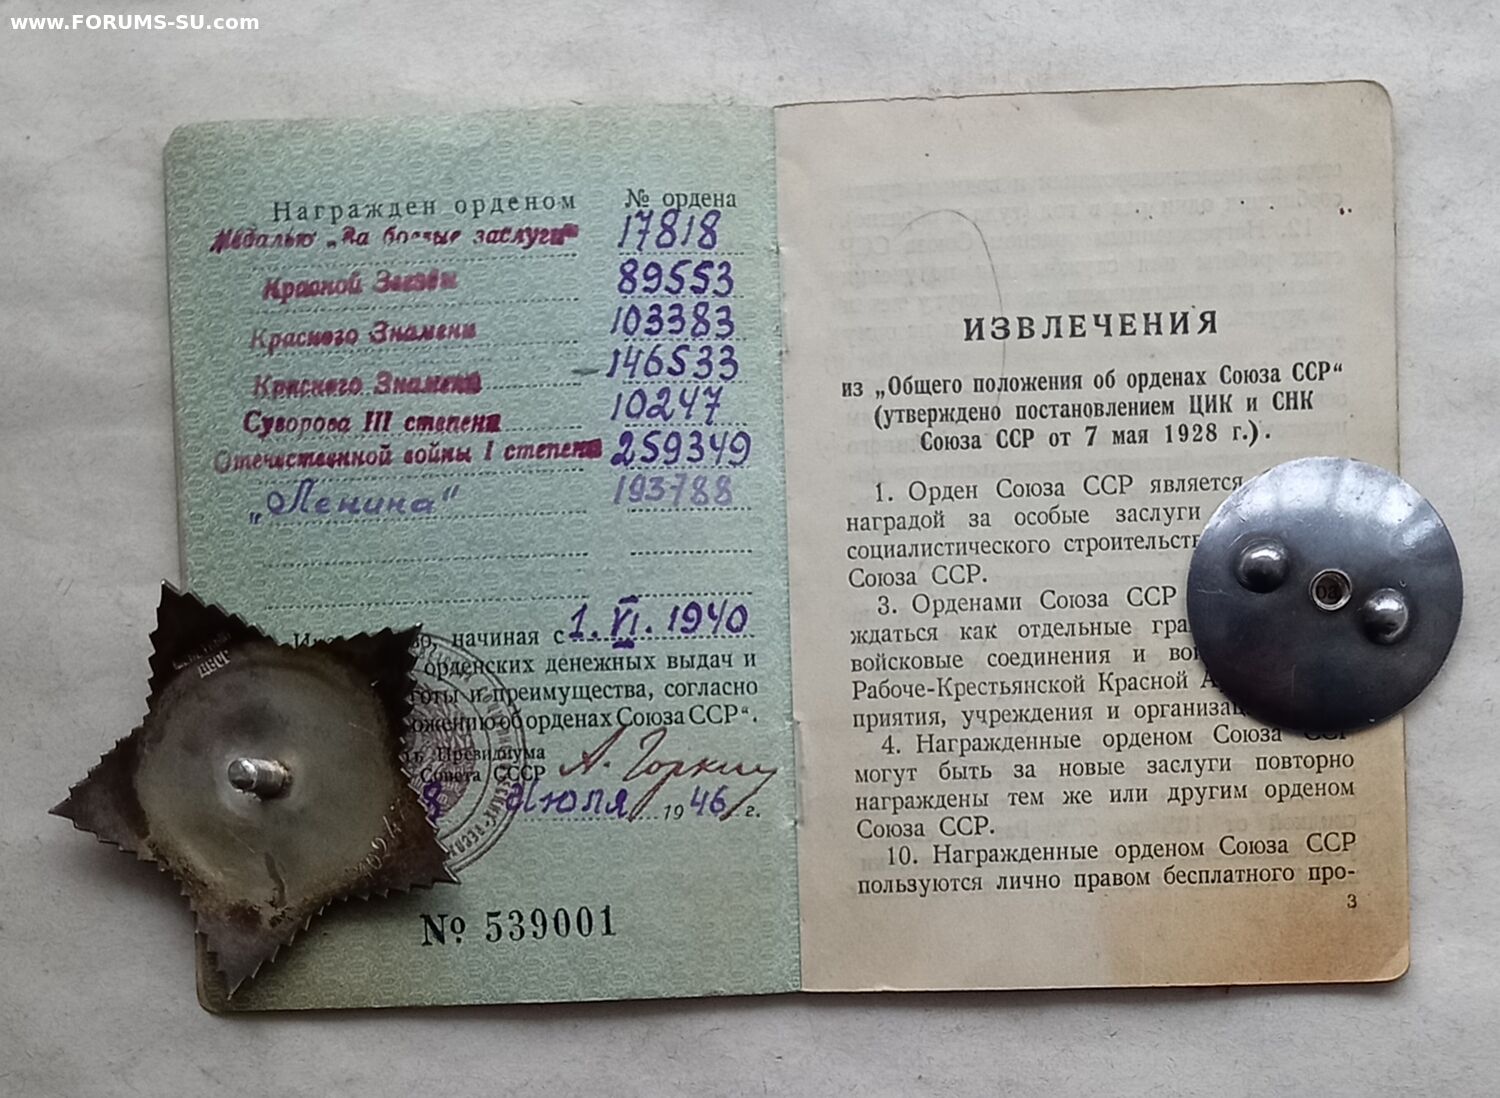 www.FORUMS-SU.com
Награжден орденом № ордена
Медалью „За боевые заслуги" 17818
Красной Звезды 89553
Красного Знамени 103383
Красного Знамени 146533
Суворова III степени 10247
Отечественной войны I степени 259349
„Ленина" 193788
начиная с 1. VI. 1940
орденских денежных выдач и
и преимущества, согласно
об орденах Союза ССР".
Президиума
Совета СССР А. Горкин
8 Июля 1946 г.
№ 539001
ИЗВЛЕЧЕНИЯ
из „Общего положения об орденах Союза ССР"
(утверждено постановлением ЦИК и СНК
Союза ССР от 7 мая 1928 г.).
1. Орден Союза ССР является
наградой за особые заслуги
социалистического строительств
Союза ССР.
3. Орденами Союза ССР
ждаться как отдельные гра
войсковые соединения и во
Рабоче-Крестьянской Красной А
приятия, учреждения и организац
4. Награжденные орденом Союза ССР
могут быть за новые заслуги повторно
награждены тем же или другим орденом
Союза ССР.
10. Награжденные орденом Союза ССР
пользуются лично правом бесплатного про-
3